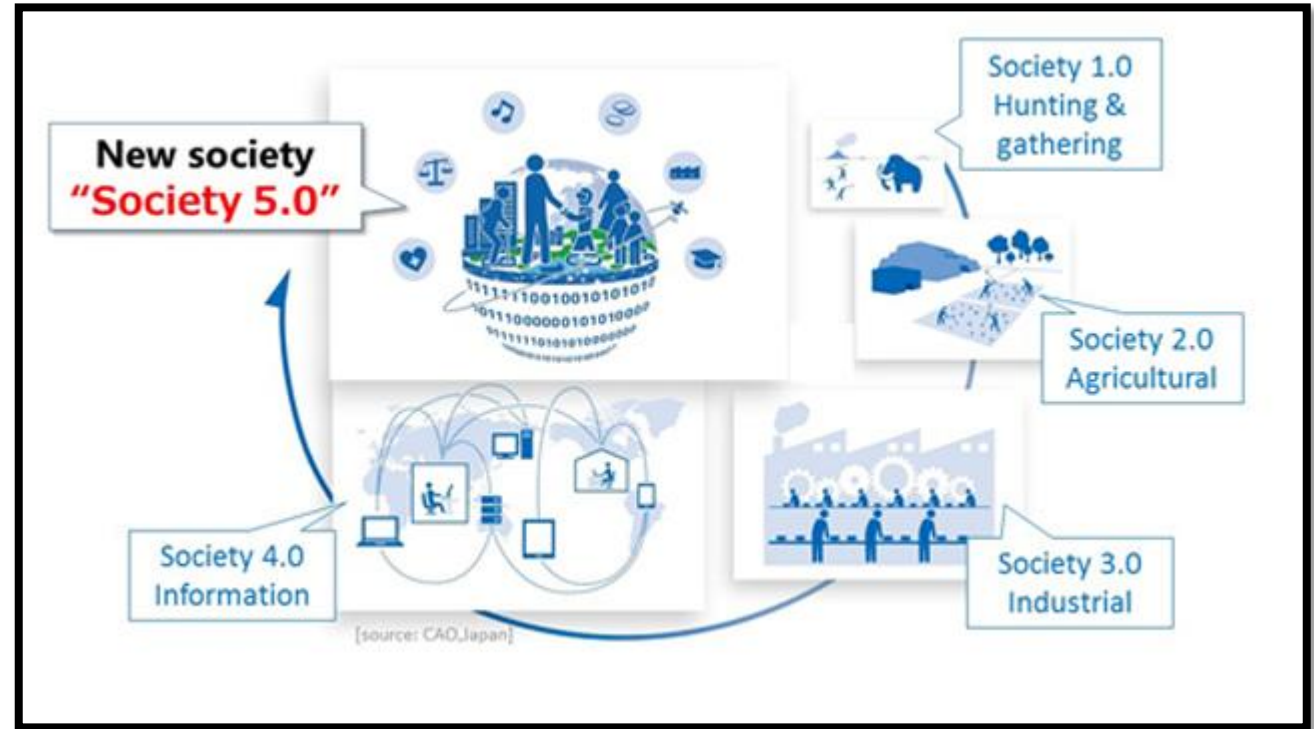 New society
“Society 5.0”
Society 1.0
Hunting &
gathering
Society 2.0
Agricultural
Society 3.0
Industrial
Society 4.0
Information
[source: CAO,Japan]